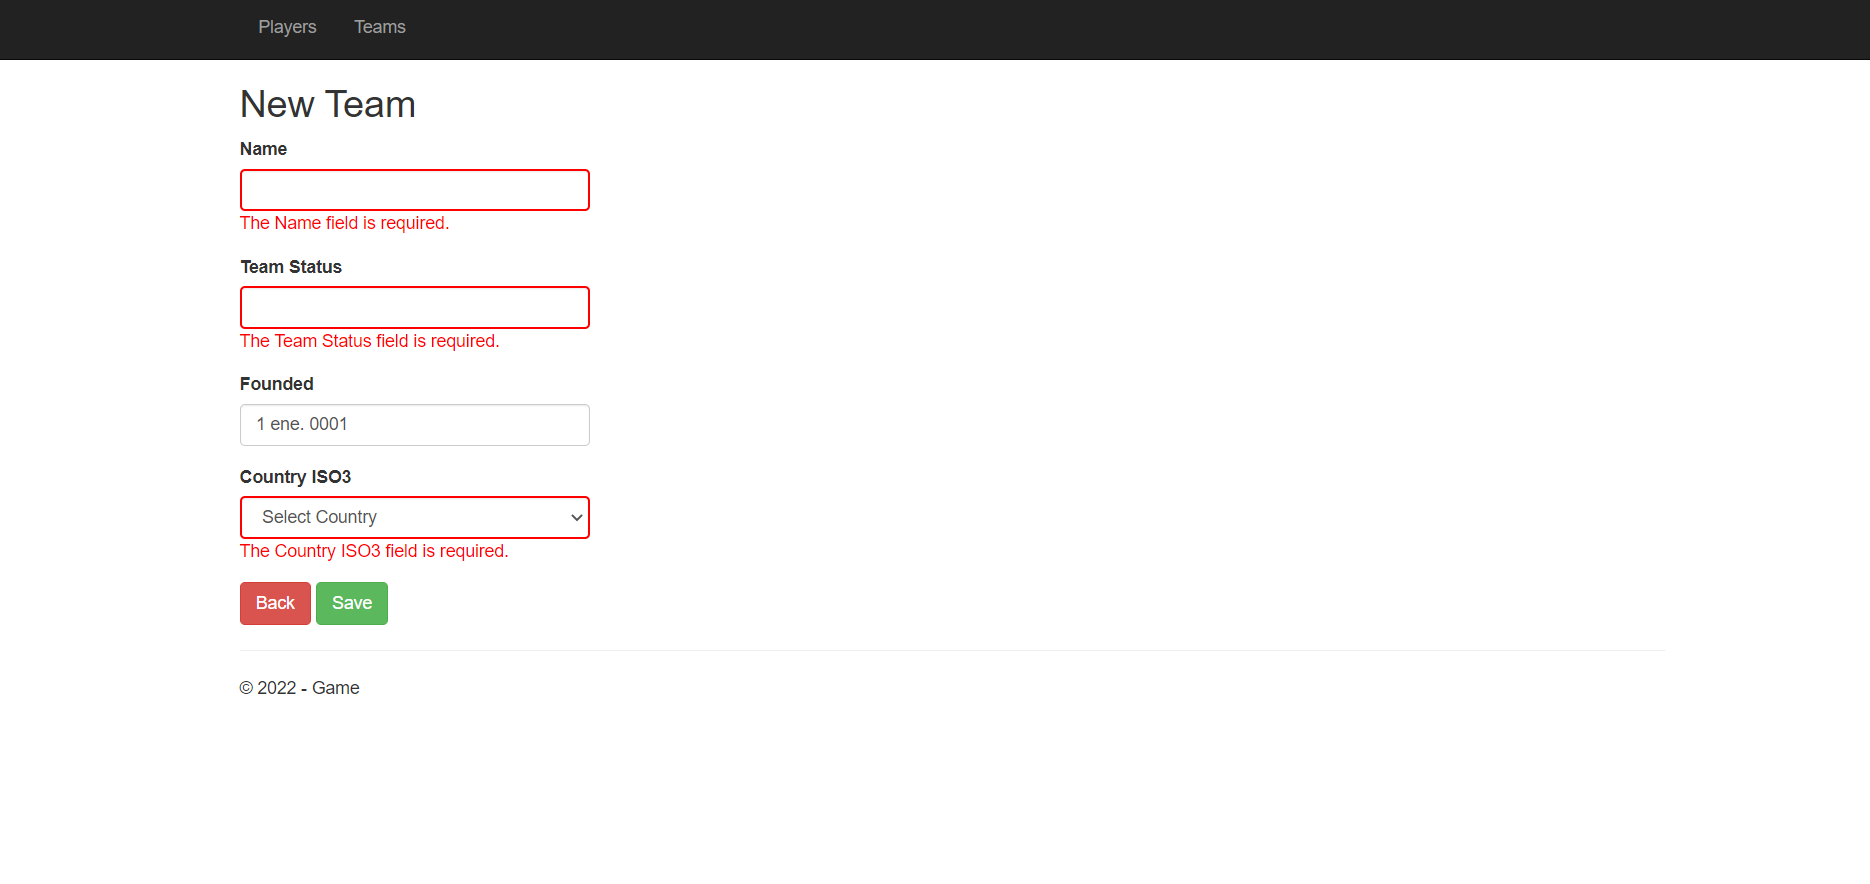 Players Teams
New Team
Name
The Name field is required.
Team Status
The Team Status field is required.
Founded
1 ene. 0001
Country ISO3
Select Country
The Country ISO3 field is required.
Back Save
© 2022 - Game